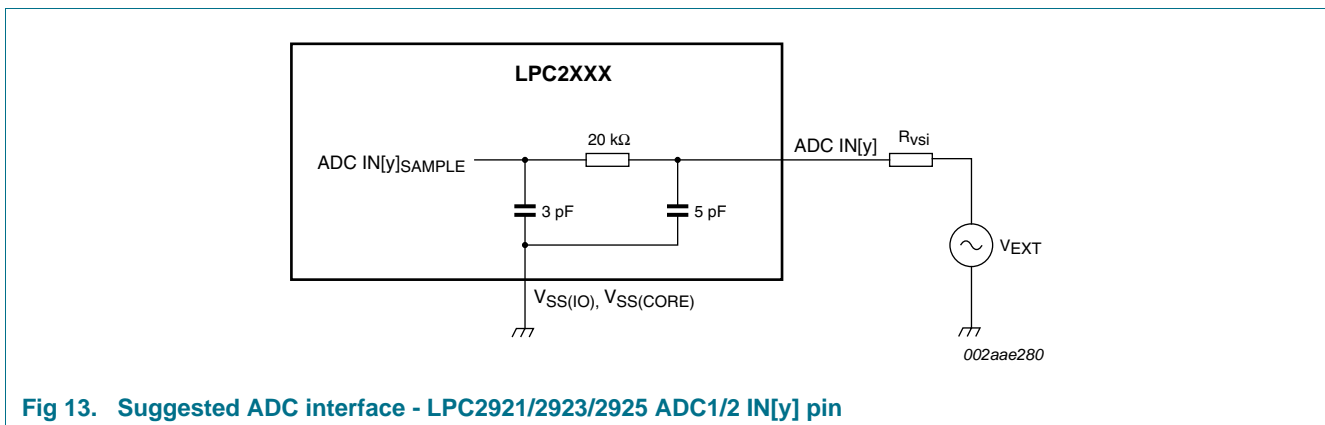 LPC2XXX
20 kΩ
ADC IN[y]
Rvsi
ADC IN[y]SAMPLE
3 pF
5 pF
VEXT
VSS(IO), VSS(CORE)
002aae280
Fig 13. Suggested ADC interface - LPC2921/2923/2925 ADC1/2 IN[y] pin